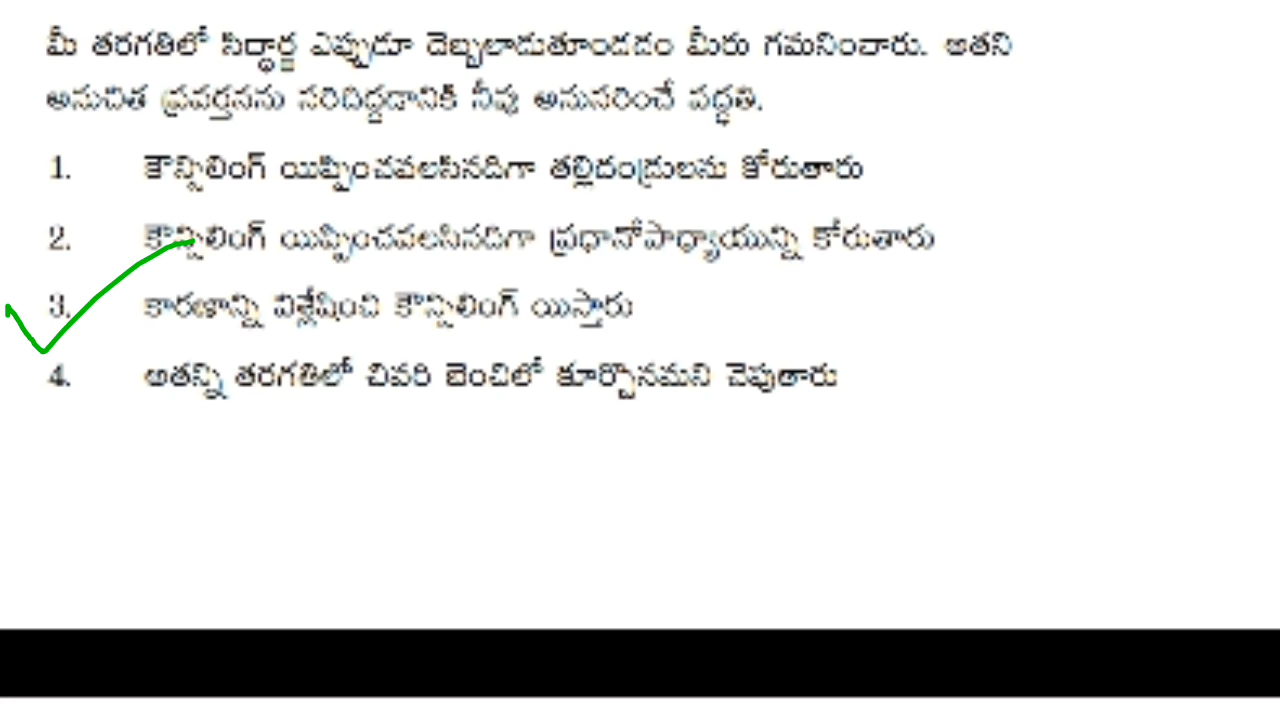 మీ తరగతిలో సిద్ధార్థ ఎప్పుడూ దెబ్బలాడుతూండడం మీరు గమనించారు. అతని
అనుచిత ప్రవర్తనను సరిదిద్దడానికి నీవు అనుసరించే పద్ధతి.
1. కౌన్సిలింగ్ యిప్పించవలసినదిగా తల్లిదండ్రులను కోరుతారు
2. కౌన్సిలింగ్ యిప్పించవలసినదిగా ప్రధానోపాధ్యాయున్ని కోరుతారు
3. కారణాన్ని విశ్లేషించి కౌన్సిలింగ్ యిస్తారు
4. అతన్ని తరగతిలో చివరి బెంచిలో కూర్చొనమని చెపుతారు